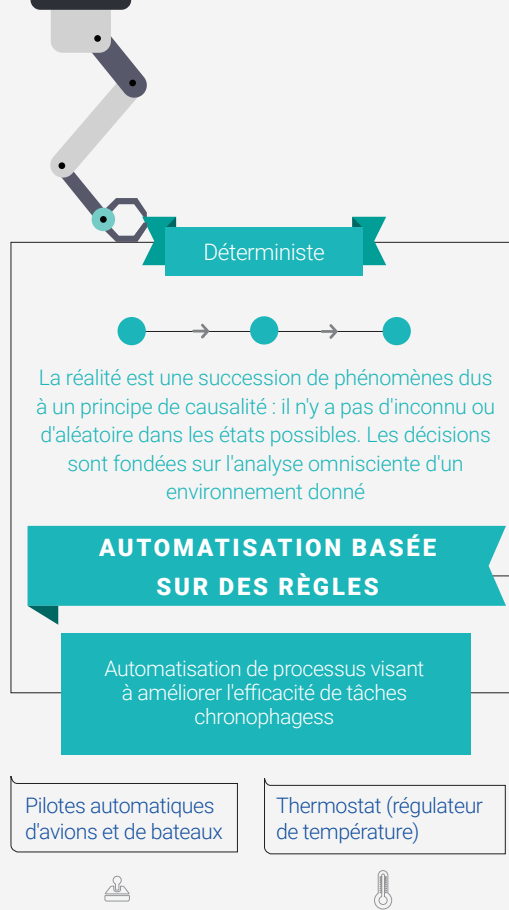 Déterministe
La réalité est une succession de phénomènes dus
à un principe de causalité : il n'y a pas d'inconnu ou
d'aléatoire dans les états possibles. Les décisions
sont fondées sur l'analyse omnisciente d'un
environnement donné
AUTOMATISATION BASÉE
SUR DES RÈGLES
Automatisation de processus visant
à améliorer l'efficacité de tâches
chronophagess
Pilotes automatiques
d'avions et de bateaux
Thermostat (régulateur
de température)